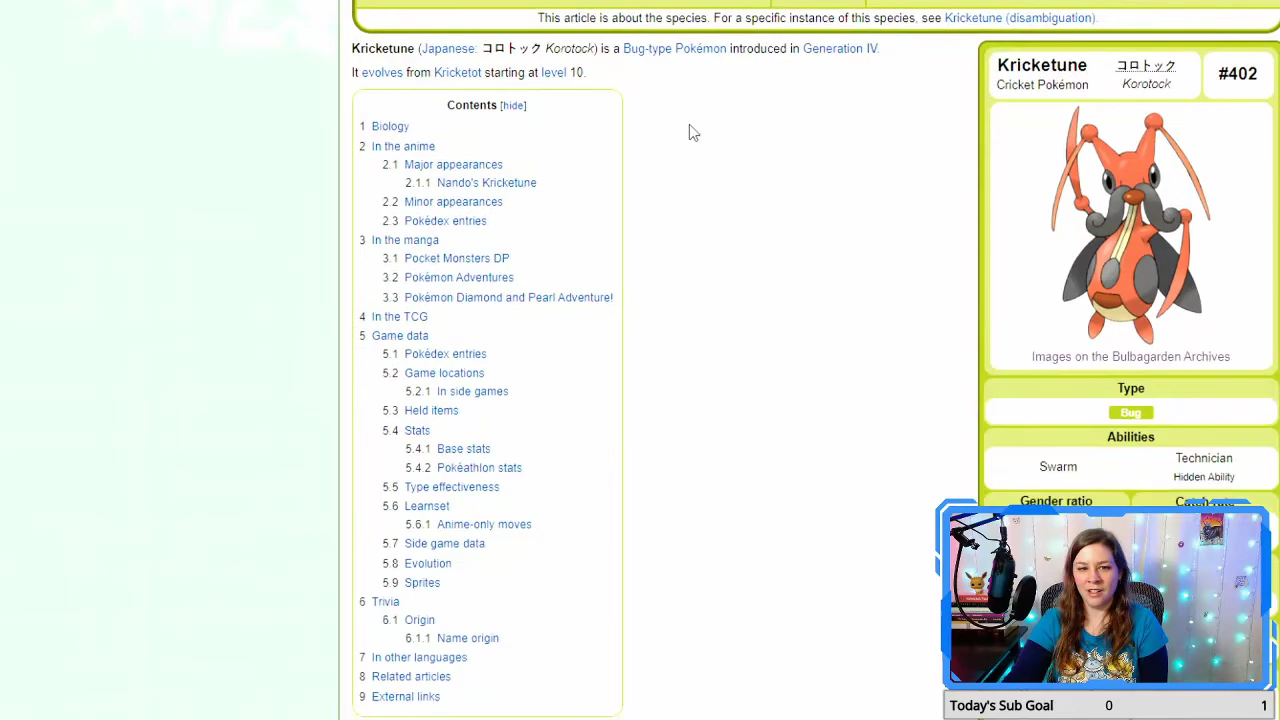 This article is about the species. For a specific instance of this species, see Kricketune (disambiguation).
Kricketune (Japanese: コロトック Korotock) is a Bug-type Pokémon introduced in Generation IV.
It evolves from Kricketot starting at level 10.
Contents [hide]
1 Biology
2 In the anime
2.1 Major appearances
2.1.1 Nando's Kricketune
2.2 Minor appearances
2.3 Pokédex entries
3 In the manga
3.1 Pocket Monsters DP
3.2 Pokémon Adventures
3.3 Pokémon Diamond and Pearl Adventure!
4 In the TCG
5 Game data
5.1 Pokédex entries
5.2 Game locations
5.2.1 In side games
5.3 Held items
5.4 Stats
5.4.1 Base stats
5.4.2 Pokéathlon stats
5.5 Type effectiveness
5.6 Learnset
5.6.1 Anime-only moves
5.7 Side game data
5.8 Evolution
5.9 Sprites
6 Trivia
6.1 Origin
6.1.1 Name origin
7 In other languages
8 Related articles
9 External links
Kricketune コロトック #402
Cricket Pokémon Korotock
Images on the Bulbagarden Archives
Type
Bug
Abilities
Swarm
Technician
Hidden Ability
Gender ratio Catch rate
Today's Sub Goal 0 1